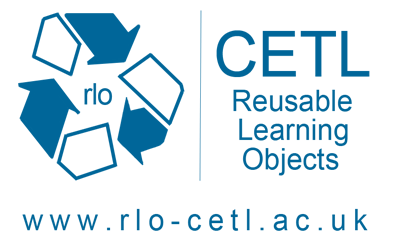 rlo
CETL
Reusable
Learning
Objects
www.rlo-cetl.ac.uk